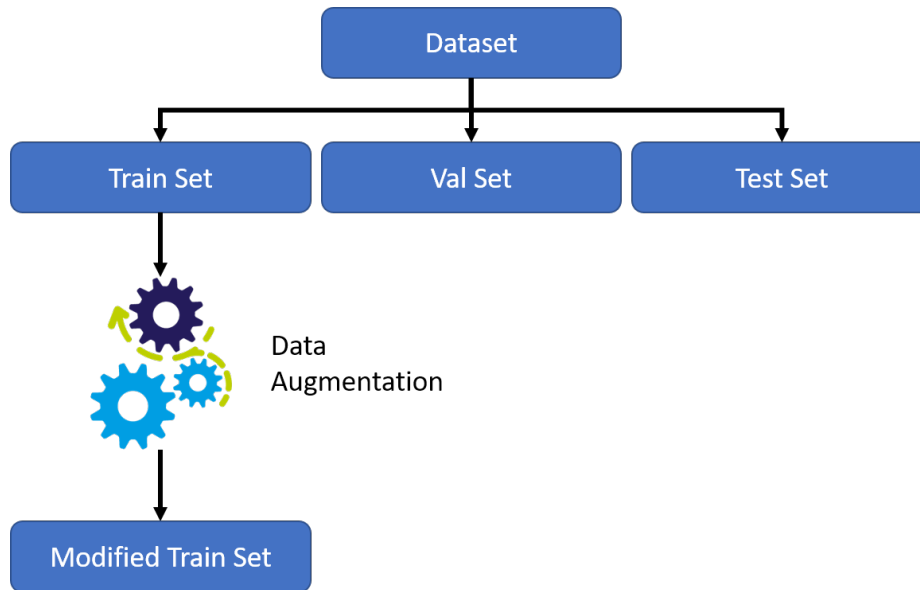 Dataset
Train Set
Val Set
Test Set
Data
Augmentation
Modified Train Set